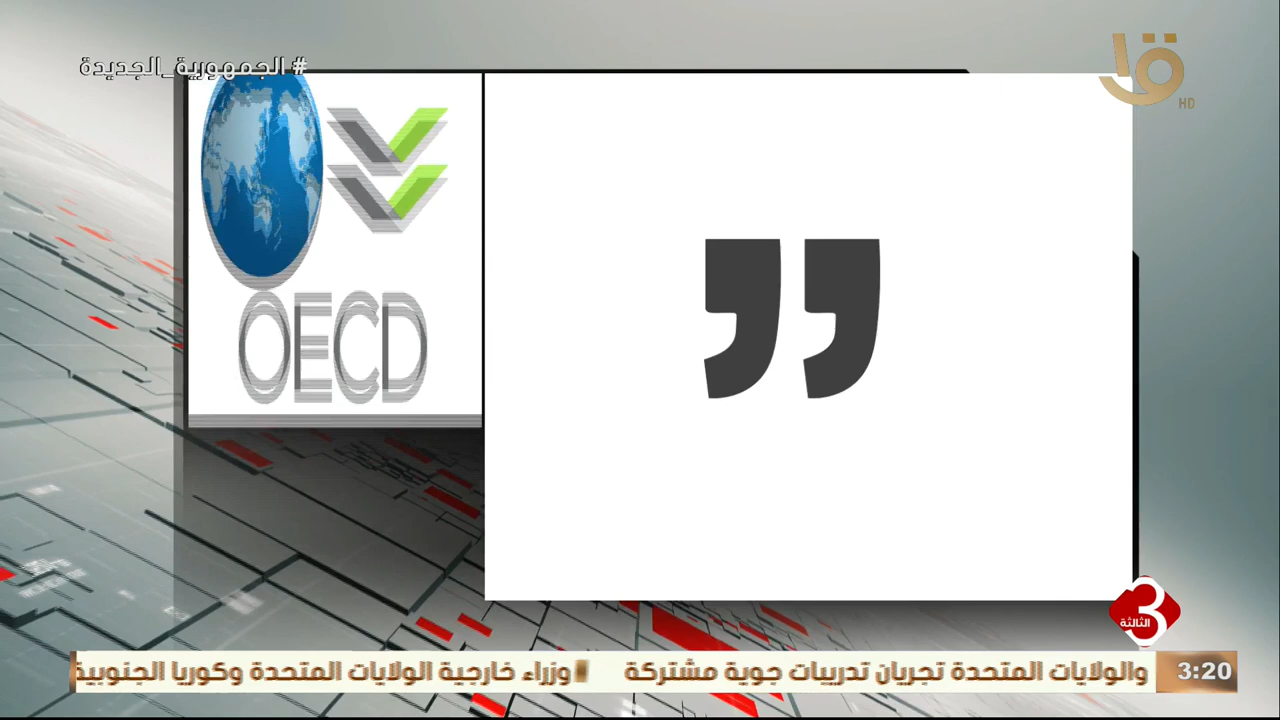 # الجمهورية_الجديدة
HD
OECD
الثالثة 3
3:20
والولايات المتحدة تجريان تدريبات جوية مشتركة
وزراء خارجية الولايات المتحدة وكوريا الجنوبية